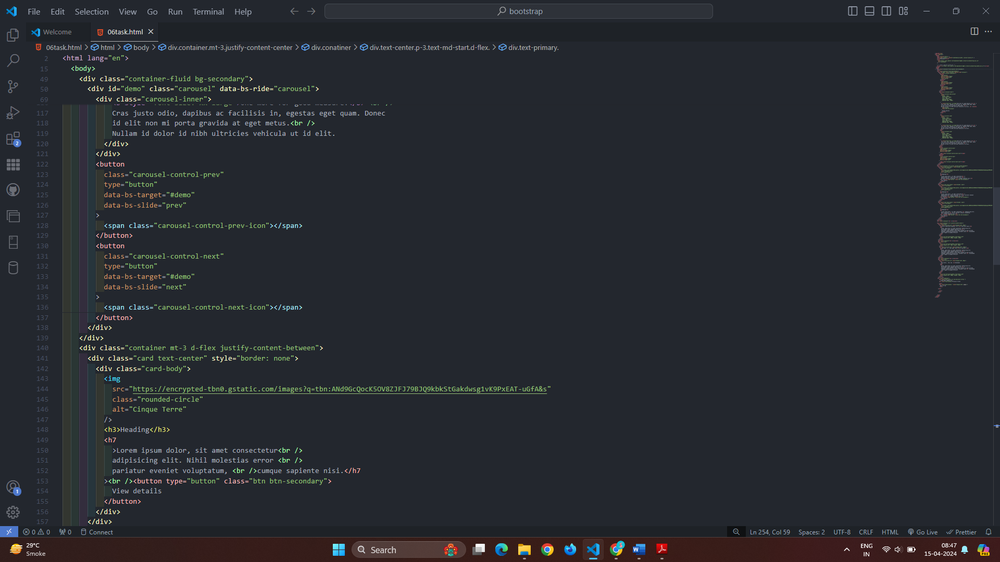 File Edit Selection View Go Run Terminal Help
bootstrap
Welcome
06task.html
06task.html > html > body > div.container.mt-3.justify-content-center > div.conatiner > div.text-center.p-3.text-md-start.d-flex. > div.text-primary.
2 <html lang="en">
15 <body>
49 <div class="container-fluid bg-secondary">
50 <div id="demo" class="carousel" data-bs-ride="carousel">
69 <div class="carousel-inner">
117 Cras justo odio, dapibus ac facilisis in, egestas eget quam. Donec
118 id elit non mi porta gravida at eget metus.<br />
119 Nullam id dolor id nibh ultricies vehicula ut id elit.
120 </div>
121 </div>
122 <button
123 class="carousel-control-prev"
124 type="button"
125 data-bs-target="#demo"
126 data-bs-slide="prev"
127 >
128 <span class="carousel-control-prev-icon"></span>
129 </button>
130 <button
131 class="carousel-control-next"
132 type="button"
133 data-bs-target="#demo"
134 data-bs-slide="next"
135 >
136 <span class="carousel-control-next-icon"></span>
137 </button>
138 </div>
139 </div>
140 <div class="container mt-3 d-flex justify-content-between">
141 <div class="card text-center" style="border: none">
142 <div class="card-body">
143 <img
144 src="https://encrypted-tbn0.gstatic.com/images?q=tbn:ANd9GcQocK5OV8ZJFJ79BJQ9kbkStGakdwsg1vK9PxEAT-uGfA&s"
145 class="rounded-circle"
146 alt="Cinque Terre"
147 />
148 <h3>Heading</h3>
149 <h7
150 >Lorem ipsum dolor, sit amet consectetur<br />
151 adipisicing elit. Nihil molestias error <br />
152 pariatur eveniet voluptatum, <br />cumque sapiente nisi.</h7
153 ><br /><button type="button" class="btn btn-secondary">
154 View details
155 </button>
156 </div>
157 </div>
2
1
0 0 0 Connect
Ln 254, Col 59 Spaces: 2 UTF-8 CRLF HTML Go Live Prettier
29°C
Smoke
Search
ENG
IN
08:47
15-04-2024
PRE